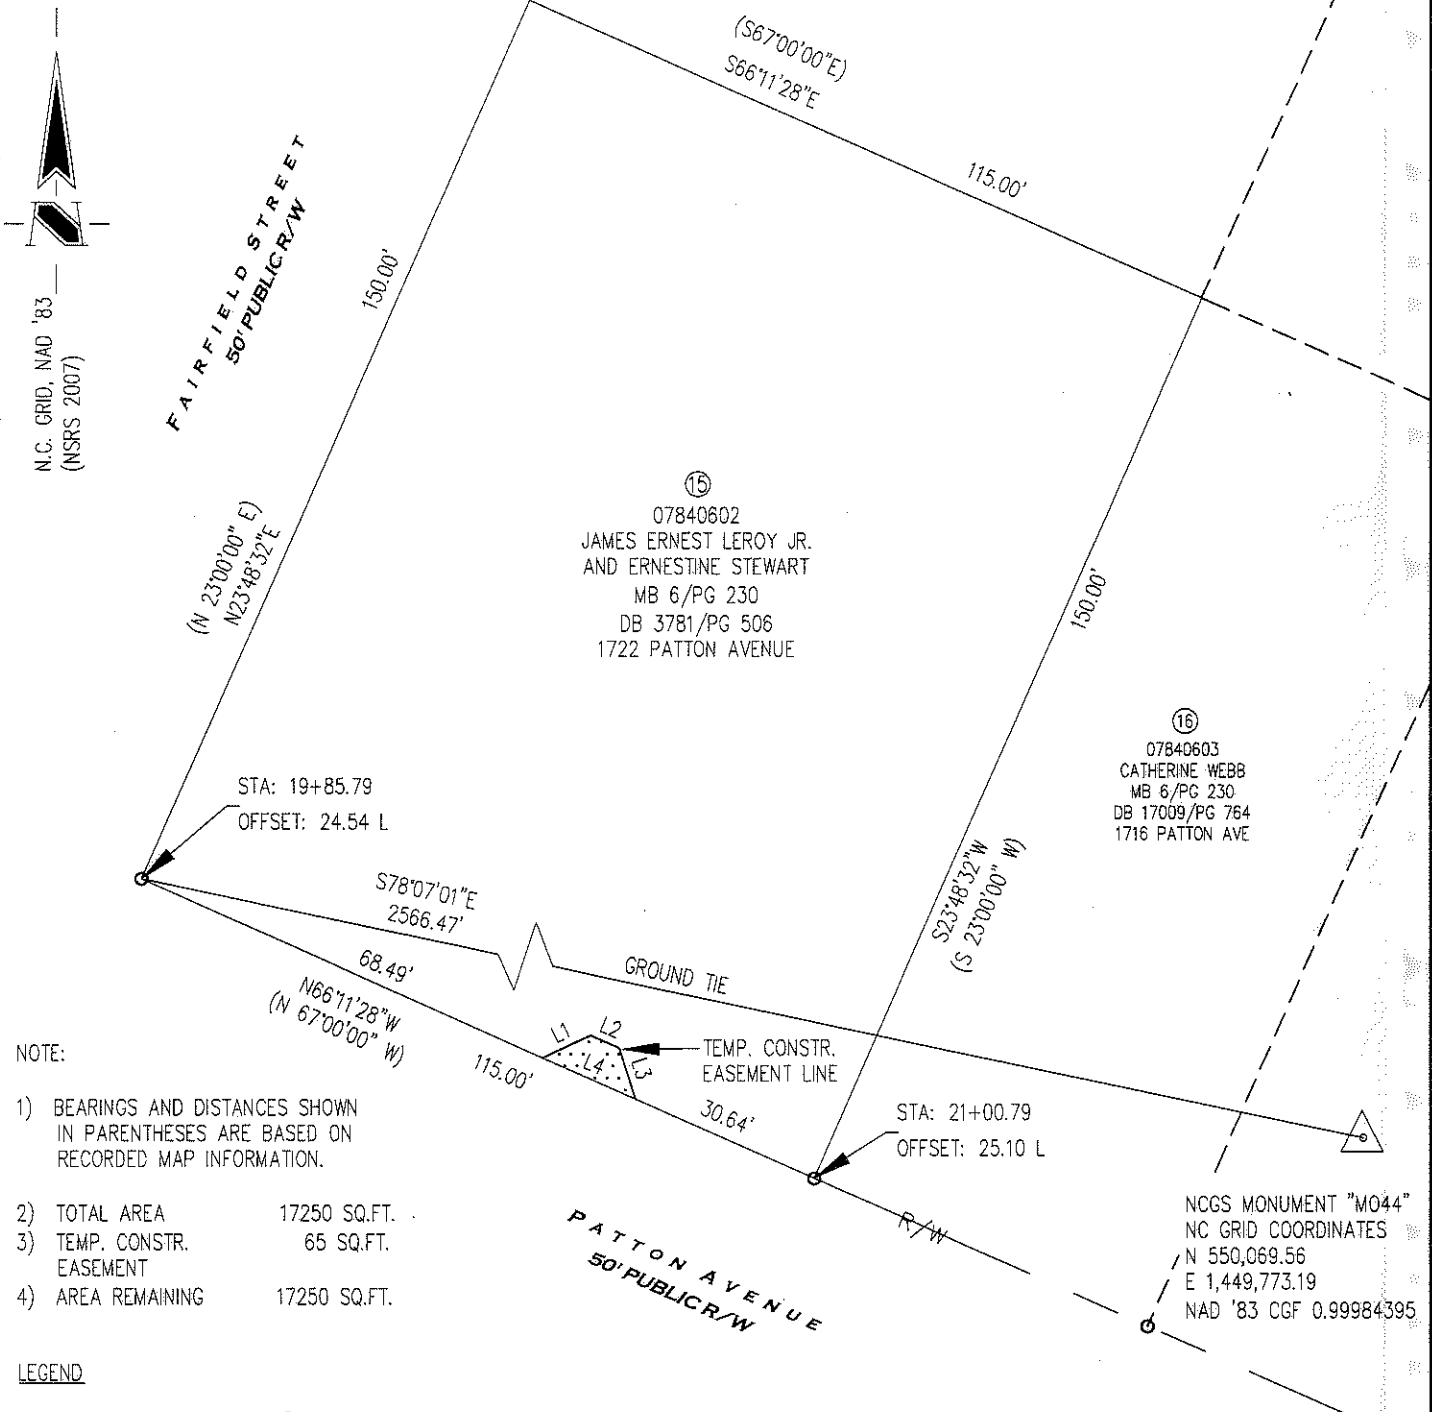 (S67°00'00"E)
S66°11'28"E
115.00'
FAIRFIELD STREET
50' PUBLIC R/W
150.00'
N
N.C. GRID, NAD '83
(NSRS 2007)
(N 23°00'00" E)
N23°48'32"E
15
07840602
JAMES ERNEST LEROY JR.
AND ERNESTINE STEWART
MB 6/PG 230
DB 3781/PG 506
1722 PATTON AVENUE
150.00'
16
07840603
CATHERINE WEBB
MB 6/PG 230
DB 17009/PG 764
1716 PATTON AVE
S23°48'32"W
(S 23°00'00" W)
STA: 19+85.79
OFFSET: 24.54 L
S78°07'01"E
2566.47'
GROUND TIE
68.49'
N66°11'28"W
(N 67°00'00" W)
115.00'
L1
L2
L3
L4
TEMP. CONSTR.
EASEMENT LINE
30.64'
STA: 21+00.79
OFFSET: 25.10 L
R/W
PATTON AVENUE
50' PUBLIC R/W
NCGS MONUMENT "MO44"
NC GRID COORDINATES
N 550,069.56
E 1,449,773.19
NAD '83 CGF 0.99984395
NOTE:
1) BEARINGS AND DISTANCES SHOWN
IN PARENTHESES ARE BASED ON
RECORDED MAP INFORMATION.
2) TOTAL AREA 17250 SQ.FT.
3) TEMP. CONSTR. 65 SQ.FT.
EASEMENT
4) AREA REMAINING 17250 SQ.FT.
LEGEND